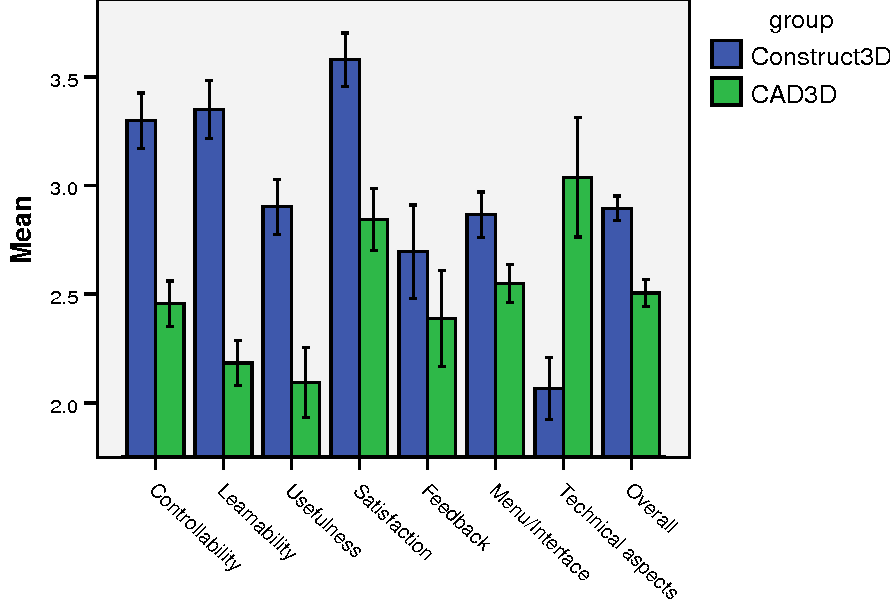 group
Construct3D
CAD3D
Mean
3.5
3.0
2.5
2.0
Controllability
Learnability
Usefulness
Satisfaction
Feedback
Menu/Interface
Technical aspects
Overall